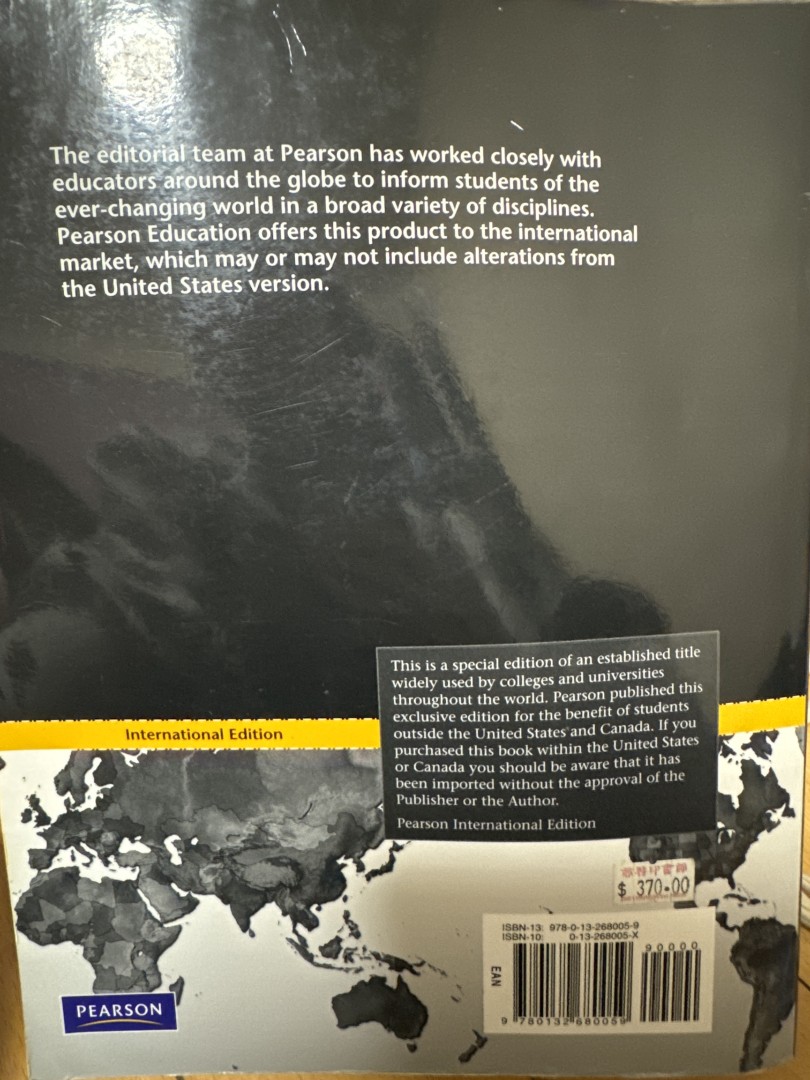 The editorial team at Pearson has worked closely with
educators around the globe to inform students of the
ever-changing world in a broad variety of disciplines.
Pearson Education offers this product to the international
market, which may or may not include alterations from
the United States version.
This is a special edition of an established title
widely used by colleges and universities
throughout the world. Pearson published this
exclusive edition for the benefit of students
outside the United States and Canada. If you
purchased this book within the United States
or Canada you should be aware that it has
been imported without the approval of the
Publisher or the Author.
Pearson International Edition
International Edition
$ 370.00
ISBN-13: 978-0-13-268005-9
ISBN-10: 0-13-268005-X
90000
EAN
9 780132 680059
PEARSON